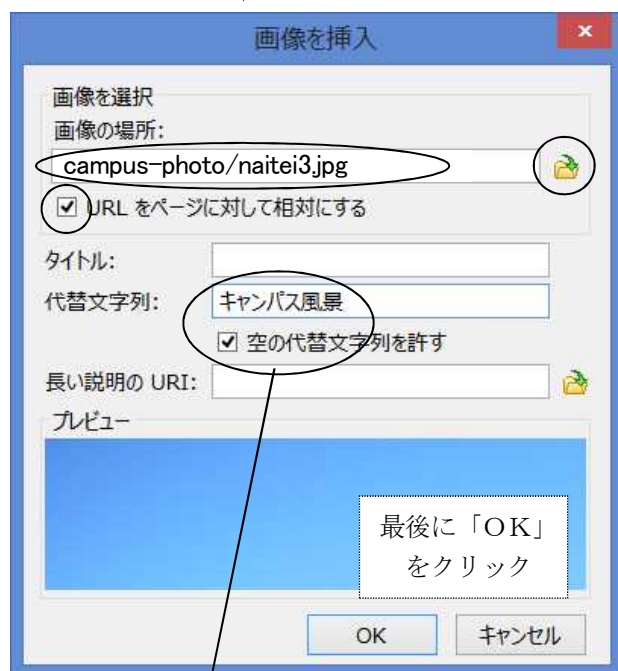 画像を挿入
画像を選択
画像の場所:
campus-photo/naitei3.jpg
URL をページに対して相対にする
タイトル:
代替文字列: キャンパス風景
空の代替文字列を許す
長い説明の URI:
プレビュー
最後に「OK」
をクリック
OK キャンセル